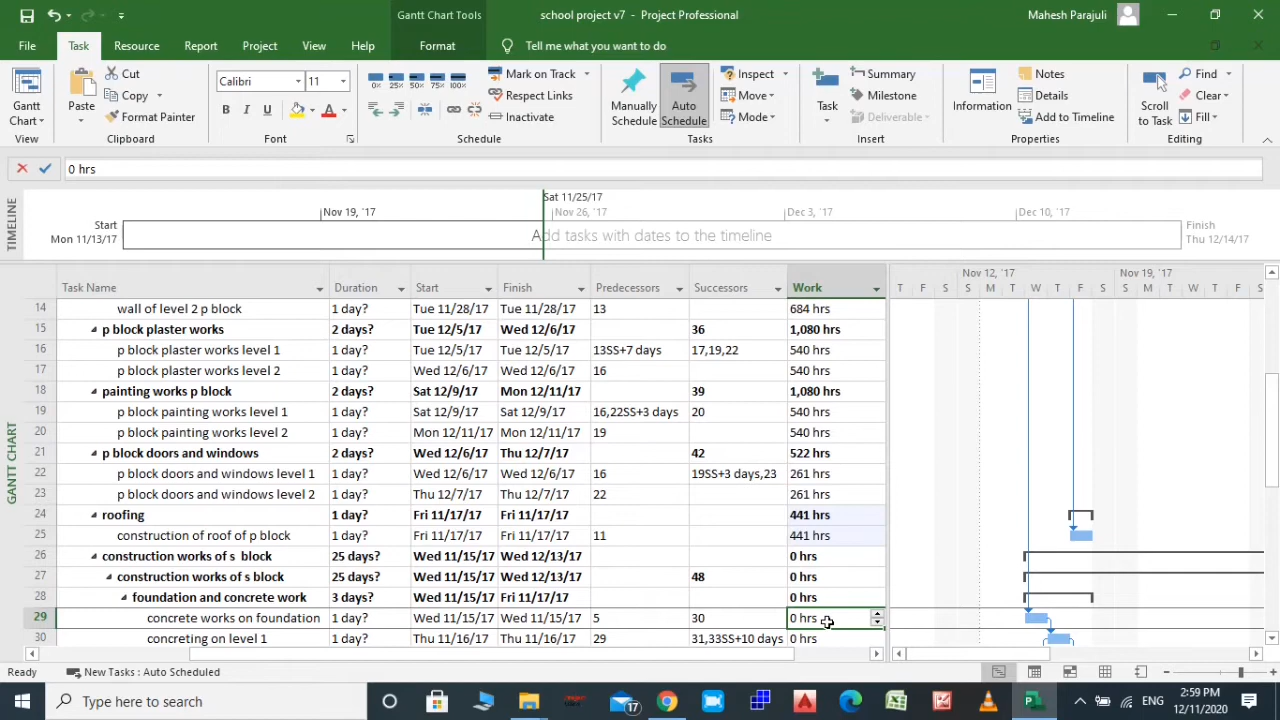 Gantt Chart Tools
school project v7 - Project Professional
Mahesh Parajuli
File Task Resource Report Project View Help Format Tell me what you want to do
Gantt Chart
View
Paste
Cut
Copy
Format Painter
Clipboard
Calibri 11
B I U A
Font
0% 25% 50% 75% 100%
Mark on Track
Respect Links
Inactivate
Schedule
Manually Schedule
Auto Schedule
Inspect
Move
Mode
Tasks
Task
Summary
Milestone
Deliverable
Insert
Information
Notes
Details
Add to Timeline
Properties
Scroll to Task
Find
Clear
Fill
Editing
0 hrs
TIMELINE
Sat 11/25/17
Nov 19, '17 Nov 26, '17 Dec 3, '17 Dec 10, '17
Start
Mon 11/13/17
Add tasks with dates to the timeline
Finish
Thu 12/14/17
GANTT CHART
Task Name Duration Start Finish Predecessors Successors Work
Nov 12, '17 Nov 19, '17
T F S S M T W T F S S M T W T F S
14 wall of level 2 p block 1 day? Tue 11/28/17 Tue 11/28/17 13 684 hrs
15 p block plaster works 2 days? Tue 12/5/17 Wed 12/6/17 36 1,080 hrs
16 p block plaster works level 1 1 day? Tue 12/5/17 Tue 12/5/17 13SS+7 days 17,19,22 540 hrs
17 p block plaster works level 2 1 day? Wed 12/6/17 Wed 12/6/17 16 540 hrs
18 painting works p block 2 days? Sat 12/9/17 Mon 12/11/17 39 1,080 hrs
19 p block painting works level 1 1 day? Sat 12/9/17 Sat 12/9/17 16,22SS+3 days 20 540 hrs
20 p block painting works level 2 1 day? Mon 12/11/17 Mon 12/11/17 19 540 hrs
21 p block doors and windows 2 days? Wed 12/6/17 Thu 12/7/17 42 522 hrs
22 p block doors and windows level 1 1 day? Wed 12/6/17 Wed 12/6/17 16 19SS+3 days,23 261 hrs
23 p block doors and windows level 2 1 day? Thu 12/7/17 Thu 12/7/17 22 261 hrs
24 roofing 1 day? Fri 11/17/17 Fri 11/17/17 441 hrs
25 construction of roof of p block 1 day? Fri 11/17/17 Fri 11/17/17 11 441 hrs
26 construction works of s block 25 days? Wed 11/15/17 Wed 12/13/17 0 hrs
27 construction works of s block 25 days? Wed 11/15/17 Wed 12/13/17 48 0 hrs
28 foundation and concrete work 3 days? Wed 11/15/17 Fri 11/17/17 0 hrs
29 concrete works on foundation 1 day? Wed 11/15/17 Wed 11/15/17 5 30 0 hrs
30 concreting on level 1 1 day? Thu 11/16/17 Thu 11/16/17 29 31,33SS+10 days 0 hrs
Ready New Tasks : Auto Scheduled
Type here to search
17
ENG
2:59 PM
12/11/2020